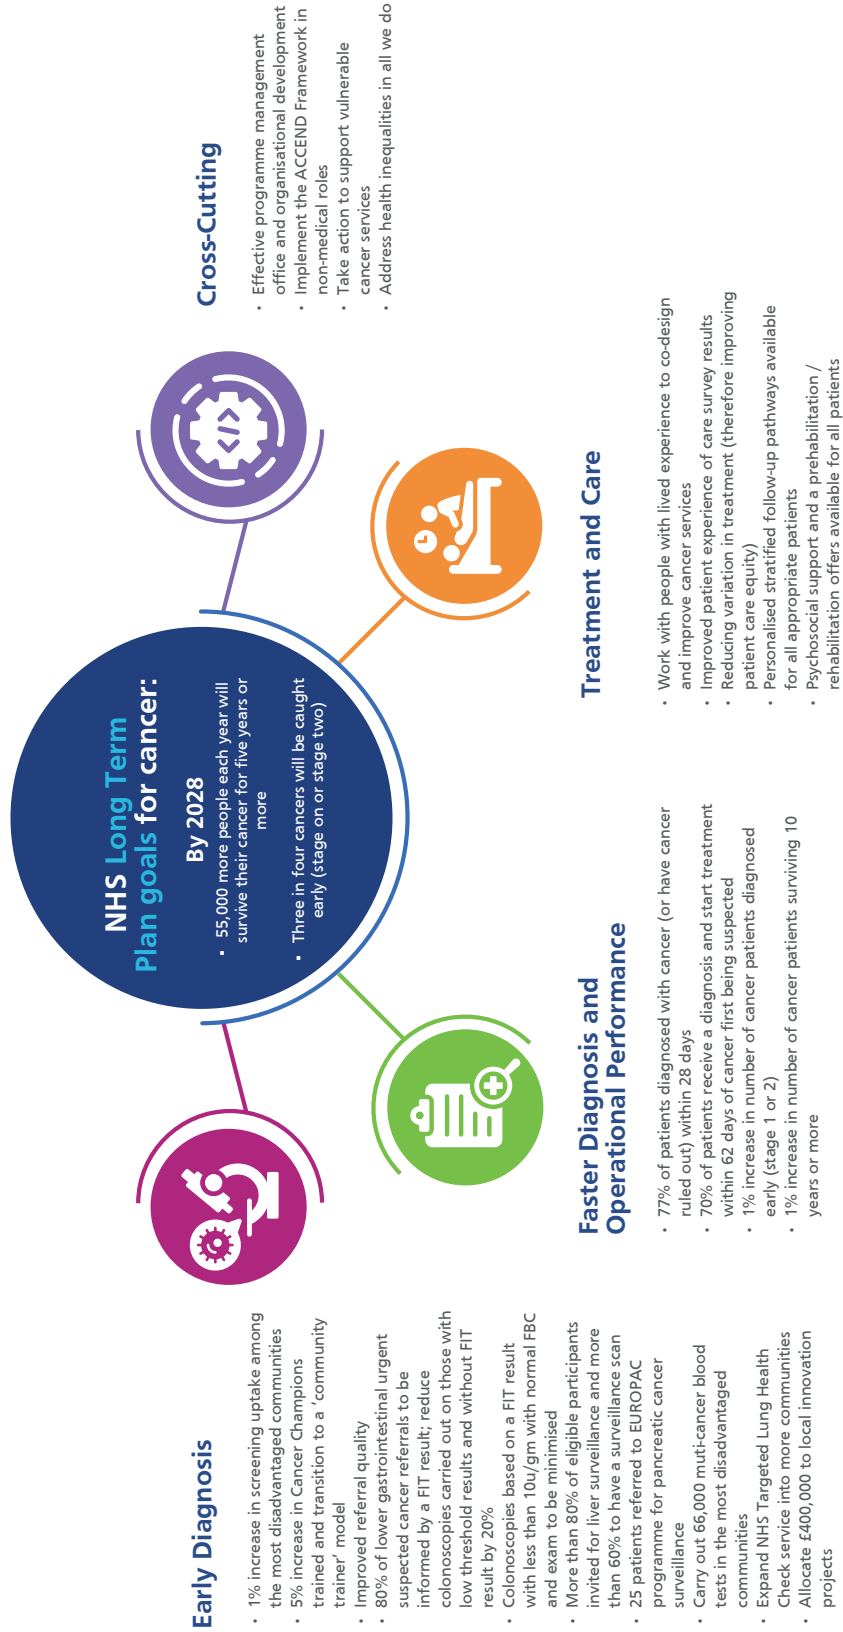 NHS Long Term
Plan goals for cancer:
By 2028
• 55,000 more people each year will
survive their cancer for five years or
more
• Three in four cancers will be caught
early (stage on or stage two)
Early Diagnosis
• 1% increase in screening uptake among
the most disadvantaged communities
• 5% increase in Cancer Champions
trained and transition to a ‘community
trainer’ model
• Improved referral quality
• 80% of lower gastrointestinal urgent
suspected cancer referrals to be
informed by a FIT result; reduce
colonoscopies carried out on those with
low threshold results and without FIT
result by 20%
• Colonoscopies based on a FIT result
with less than 10u/gm with normal FBC
and exam to be minimised
• More than 80% of eligible participants
invited for liver surveillance and more
than 60% to have a surveillance scan
• 25 patients referred to EUROPAC
programme for pancreatic cancer
surveillance
• Carry out 66,000 muti-cancer blood
tests in the most disadvantaged
communities
• Expand NHS Targeted Lung Health
Check service into more communities
• Allocate £400,000 to local innovation
projects
Faster Diagnosis and
Operational Performance
• 77% of patients diagnosed with cancer (or have cancer
ruled out) within 28 days
• 70% of patients receive a diagnosis and start treatment
within 62 days of cancer first being suspected
• 1% increase in number of cancer patients diagnosed
early (stage 1 or 2)
• 1% increase in number of cancer patients surviving 10
years or more
Treatment and Care
• Work with people with lived experience to co-design
and improve cancer services
• Improved patient experience of care survey results
• Reducing variation in treatment (therefore improving
patient care equity)
• Personalised stratified follow-up pathways available
for all appropriate patients
• Psychosocial support and a prehabilitation /
rehabilitation offers available for all patients
Cross-Cutting
• Effective programme management
office and organisational development
• Implement the ACCEND Framework in
non-medical roles
• Take action to support vulnerable
cancer services
• Address health inequalities in all we do